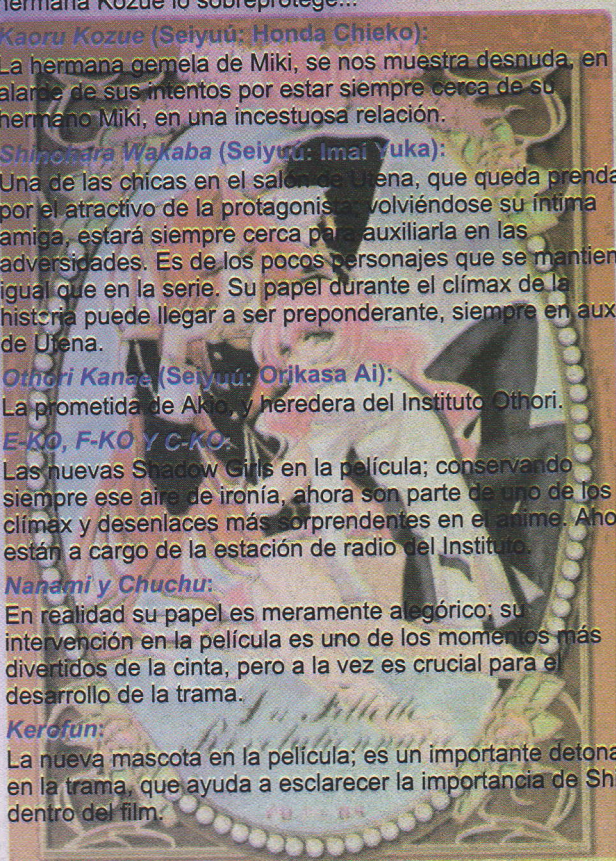 hermana Kozue lo sobreprotege...
Kaoru Kozue (Seiyuú: Honda Chieko):
La hermana gemela de Miki, se nos muestra desnuda, en
alarde de sus intentos por estar siempre cerca de su
hermano Miki, en una incestuosa relación.
Shinohara Wakaba (Seiyuú: Imai Yuka):
Una de las chicas en el salón de Utena, que queda prenda
por el atractivo de la protagonista; volviéndose su íntima
amiga, estará siempre cerca para auxiliarla en las
adversidades. Es de los pocos personajes que se mantien
igual que en la serie. Su papel durante el clímax de la
historia puede llegar a ser preponderante, siempre en aux
de Utena.
Othori Kanae (Seiyuú: Orikasa Ai):
La prometida de Akio, y heredera del Instituto Othori.
E-KO, F-KO Y C-KO:
Las nuevas Shadow Girls en la película; conservando
siempre ese aire de ironía, ahora son parte de uno de los
clímax y desenlaces más sorprendentes en el anime. Aho
están a cargo de la estación de radio del Instituto.
Nanami y Chuchu:
En realidad su papel es meramente alegórico; su
intervención en la película es uno de los momentos más
divertidos de la cinta, pero a la vez es crucial para el
desarrollo de la trama.
La Fillette
Révolutionnaire
Kerofun:
La nueva mascota en la película; es un importante detona
en la trama, que ayuda a esclarecer la importancia de Sh
dentro del film.